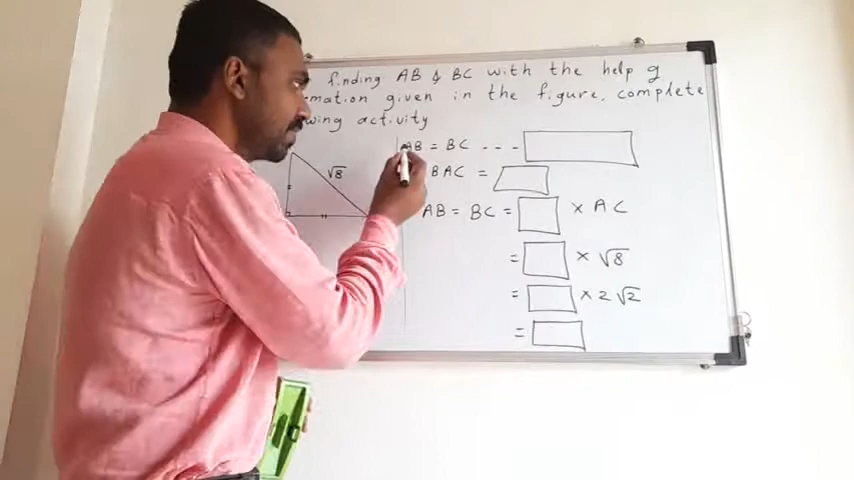 finding AB & BC with the help of
mation given in the figure. complete
wing activity
AB = BC - - -
√8
BAC =
AB = BC = × AC
= × √8
= × 2√2
=